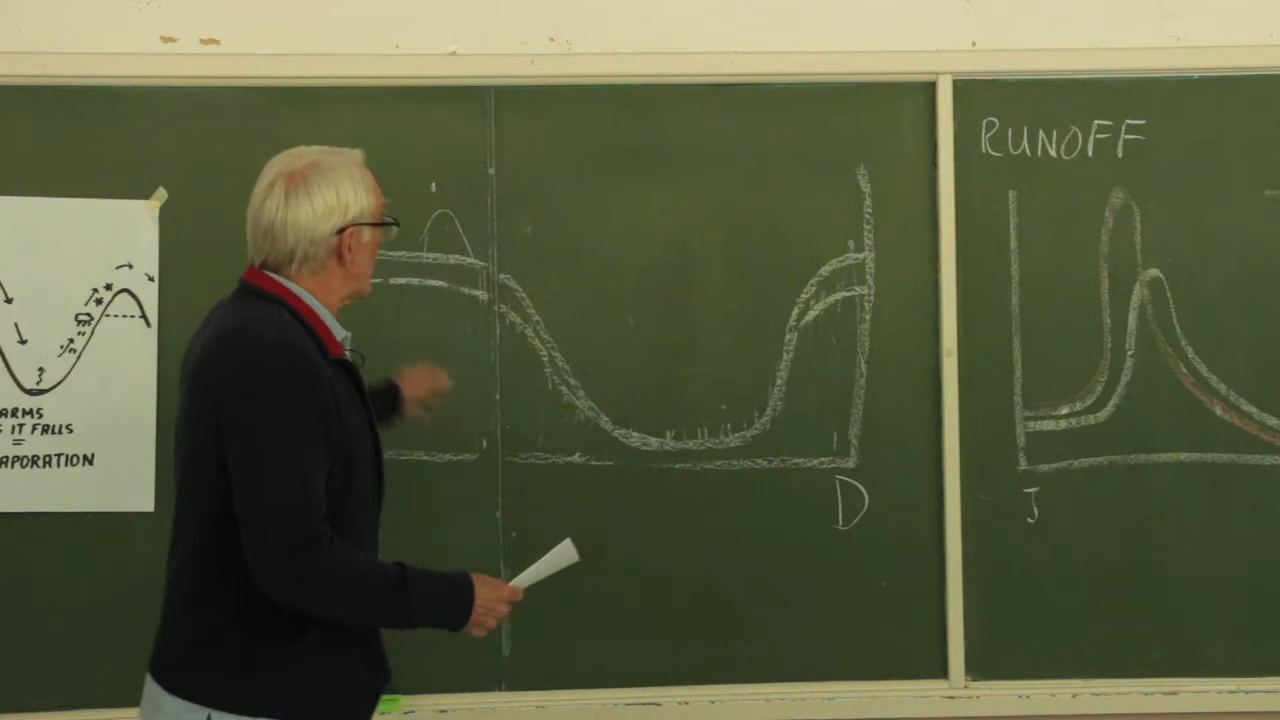 ARMS
IT FALLS
=
APORATION
D
RUNOFF
J